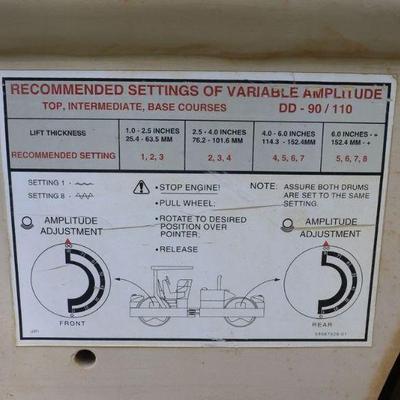 RECOMMENDED SETTINGS OF VARIABLE AMPLITUDE
TOP, INTERMEDIATE, BASE COURSES DD - 90 / 110
LIFT THICKNESS
1.0 - 2.5 INCHES
25.4 - 63.5 MM
2.5 - 4.0 INCHES
76.2 - 101.6 MM
4.0 - 6.0 INCHES
114.3 - 152.4MM
6.0 INCHES - +
152.4 MM - +
RECOMMENDED SETTING 1, 2, 3 2, 3, 4 4, 5, 6, 7 5, 6, 7, 8
SETTING 1 -
SETTING 8 -
AMPLITUDE
ADJUSTMENT
FRONT
• STOP ENGINE!
• PULL WHEEL:
• ROTATE TO DESIRED
POSITION OVER
POINTER.
• RELEASE
NOTE: ASSURE BOTH DRUMS
ARE SET TO THE SAME
SETTING.
AMPLITUDE
ADJUSTMENT
REAR